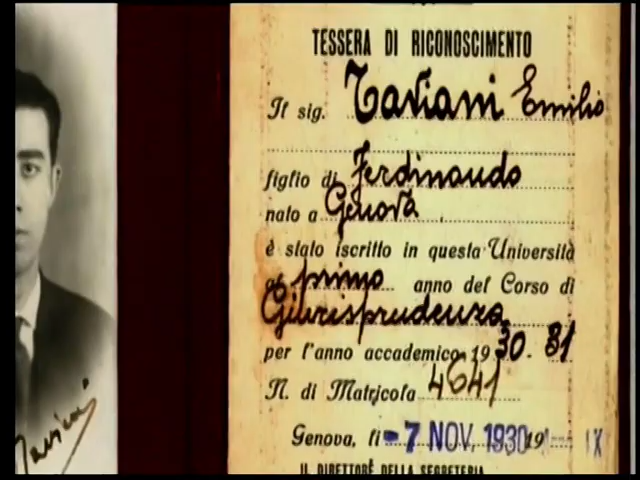 TESSERA DI RICONOSCIMENTO
Il sig. Taviani Emilio
figlio di Ferdinando
nato a Genova
è stato iscritto in questa Università
al primo anno del Corso di
Giurisprudenza
per l'anno accademico 1930-31
N. di Matricola 4641
Genova, li -7 NOV. 1930 19 IX
IL DIRETTORE DELLA SEGRETERIA
Taviani